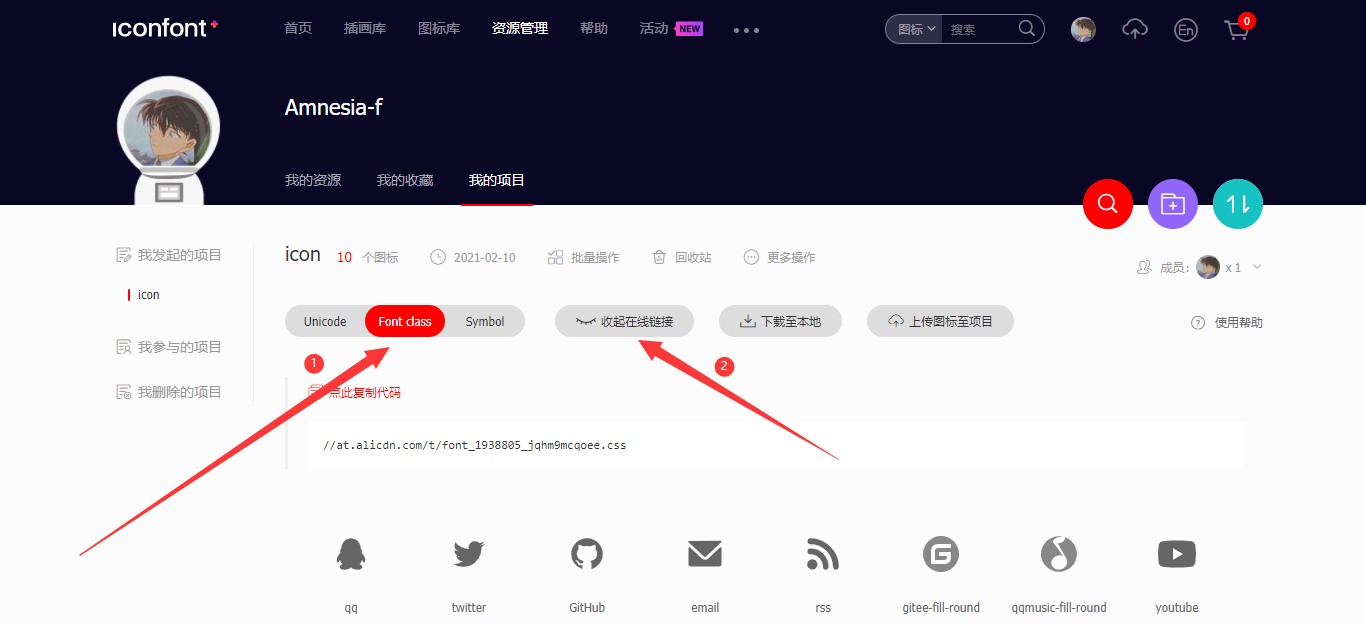 iconfont+ 首页 插画库 图标库 资源管理 帮助 活动 NEW 图标 搜索 En 0
Amnesia-f
我的资源 我的收藏 我的项目
我发起的项目
icon
我参与的项目
我删除的项目
icon 10 个图标 2021-02-10 批量操作 回收站 更多操作 成员: x 1
Unicode Font class Symbol 收起在线链接 下载至本地 上传图标至项目 使用帮助
1 2
点此复制代码
//at.alicdn.com/t/font_1938805_jqhm9mcqoee.css
qq twitter GitHub email rss gitee-fill-round qqmusic-fill-round youtube